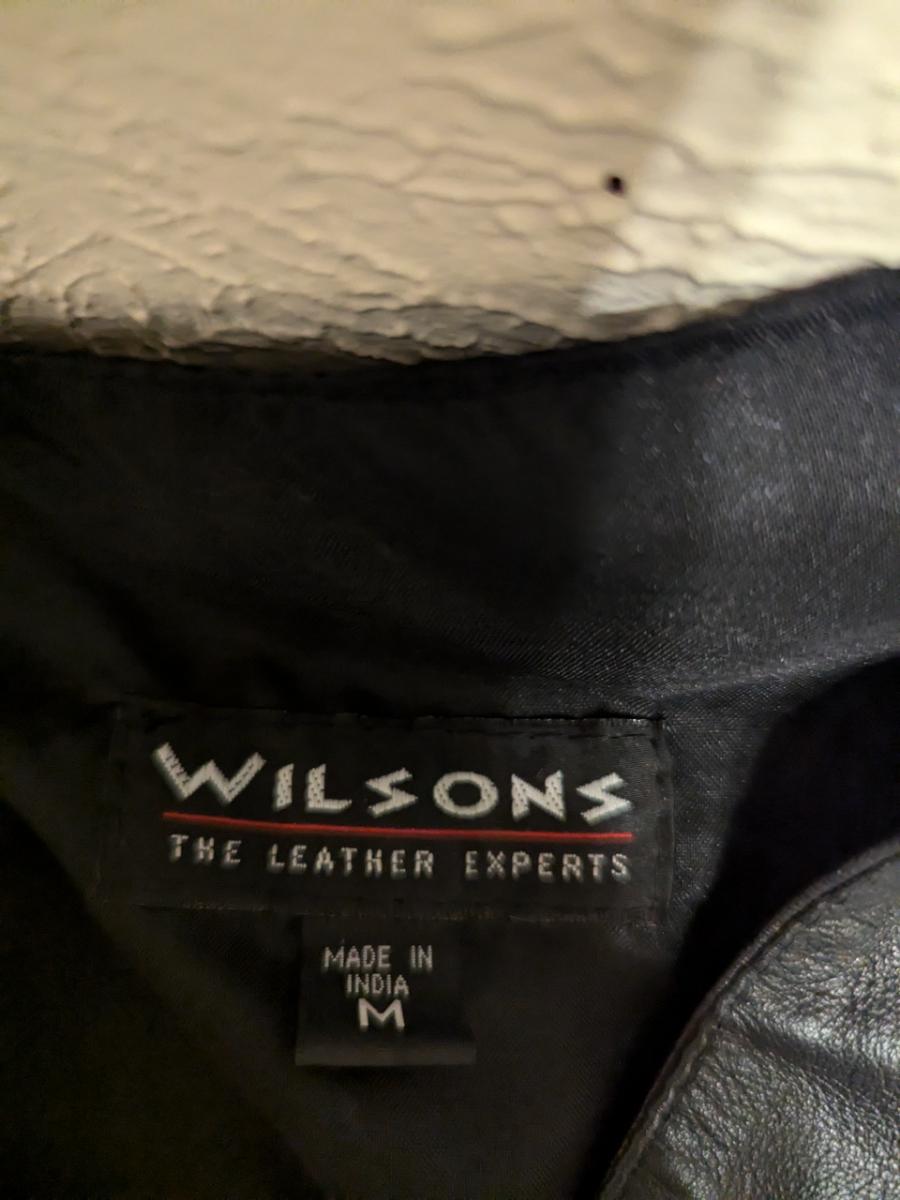 WILSONS
THE LEATHER EXPERTS
MADE IN
INDIA
M